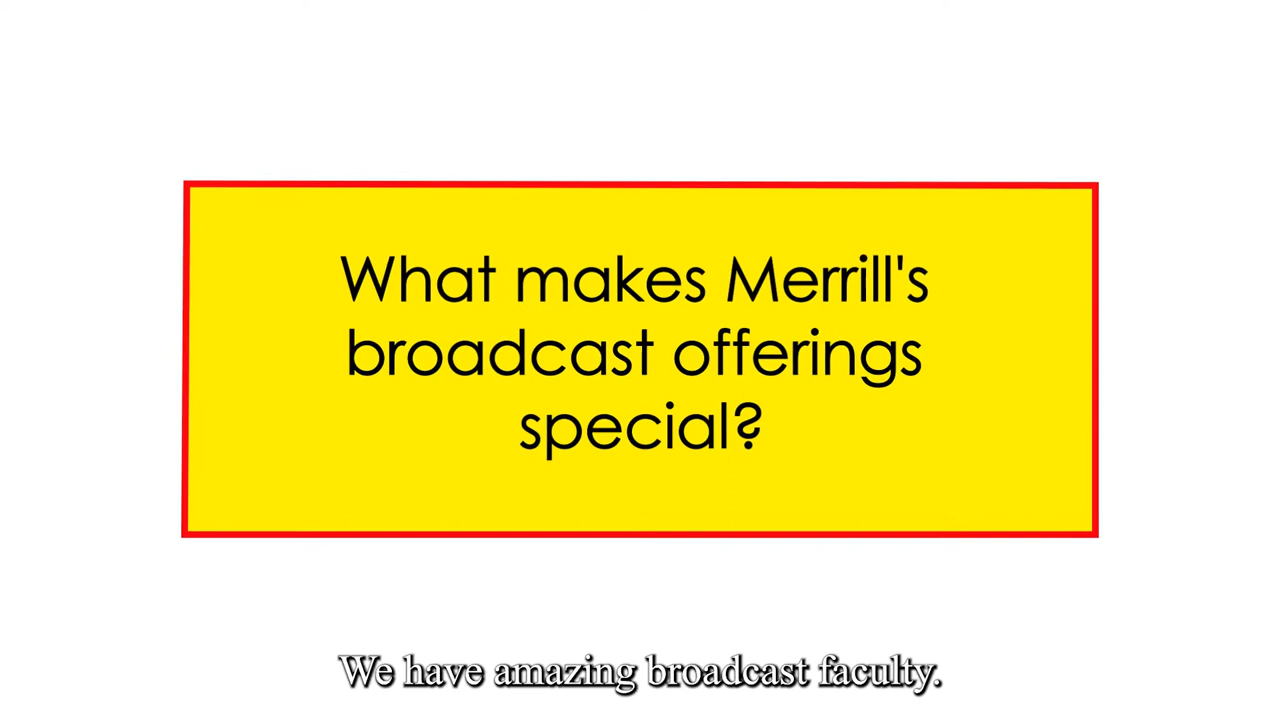 What makes Merrill's
broadcast offerings
special?
We have amazing broadcast faculty.